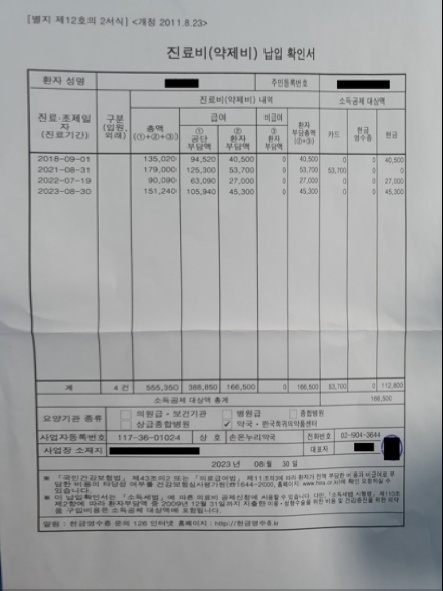 [별지 제12호의 2서식] <개정 2011.8.23>
진료비(약제비) 납입 확인서
환자 성명 주민등록번호
진료·조제일자 (진료기간) 구분 (입원, 외래) 진료비(약제비) 내역 소득공제 대상액
총액 (①+②+③) 급여 비급여 환자 부담총액 (②+③) 카드 현금 영수증 현금
① 공단 부담액 ② 환자 부담액 ③ 환자 부담액
2018-09-01 135,020 94,520 40,500 0 40,500 0 0 40,500
2021-08-31 179,000 125,300 53,700 0 53,700 53,700 0 0
2022-07-19 90,090 63,090 27,000 0 27,000 0 0 27,000
2023-08-30 151,240 105,940 45,300 0 45,300 0 0 45,300
계 4 건 555,350 388,850 166,500 0 166,500 53,700 0 112,800
소득공제 대상액 총계 166,500
요양기관 종류 의원급·보건기관 병원급 종합병원
상급종합병원 ✓ 약국·한국희귀의약품센터
사업자등록번호 117-36-01024 상 호 손온누리약국 전화번호 02-904-3644
사업장 소재지 대표자
2023 년 08월 30 일
* 「국민건강보험법」 제43조의2 또는 「의료급여법」 제11조의3에 따라 환자가 전액 부담한 비용과 비급여로 부담한 비용의 타당성 여부를 건강보험심사평가원(☎1644-2000, 홈페이지: www.hira.or.kr)에 확인 요청하실 수 있습니다.
* 이 납입확인서는 「소득세법」에 따른 의료비 공제신청에 사용할 수 있습니다. 다만, 「소득세법 시행령」 제110조제2항에 따라 환자부담액 중 2009년 12월 31일까지 지출한 미용·성형수술을 위한 비용 및 건강증진을 위한 의약품 구입비용은 소득공제 대상액에 포함됩니다.
알림 : 현금영수증 문의 126 인터넷 홈페이지 : http://현금영수증.kr